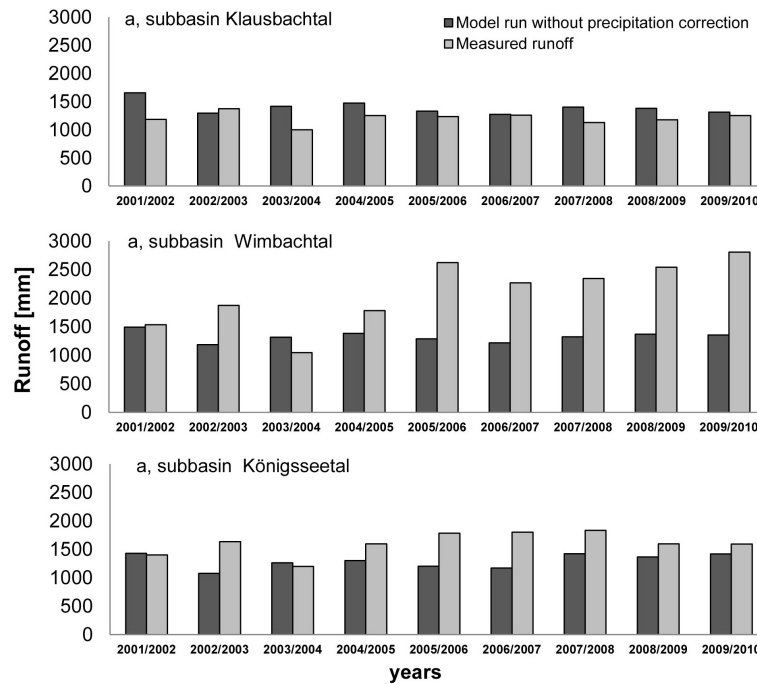 a, subbasin Klausbachtal
Model run without precipitation correction
Measured runoff
3000
2500
2000
1500
1000
500
0
2001/2002 2002/2003 2003/2004 2004/2005 2005/2006 2006/2007 2007/2008 2008/2009 2009/2010
a, subbasin Wimbachtal
Runoff [mm]
3000
2500
2000
1500
1000
500
0
2001/2002 2002/2003 2003/2004 2004/2005 2005/2006 2006/2007 2007/2008 2008/2009 2009/2010
a, subbasin Königsseetal
3000
2500
2000
1500
1000
500
0
2001/2002 2002/2003 2003/2004 2004/2005 2005/2006 2006/2007 2007/2008 2008/2009 2009/2010
years